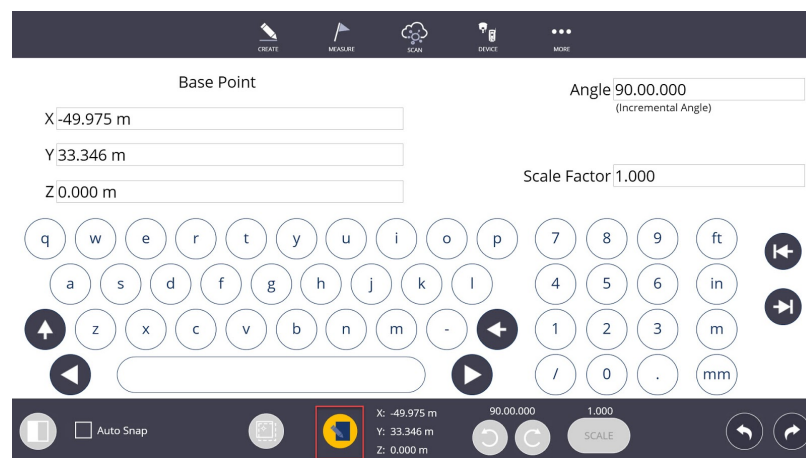 CREATE MEASURE SCAN DEVICE MORE
Base Point
Angle 90.00.000
(Incremental Angle)
X -49.975 m
Y 33.346 m
Scale Factor 1.000
Z 0.000 m
q w e r t y u i o p 7 8 9 ft
a s d f g h j k l 4 5 6 in
z x c v b n m - 1 2 3 m
/ 0 . mm
X: -49.975 m 90.00.000 1.000
Auto Snap Y: 33.346 m SCALE
Z: 0.000 m